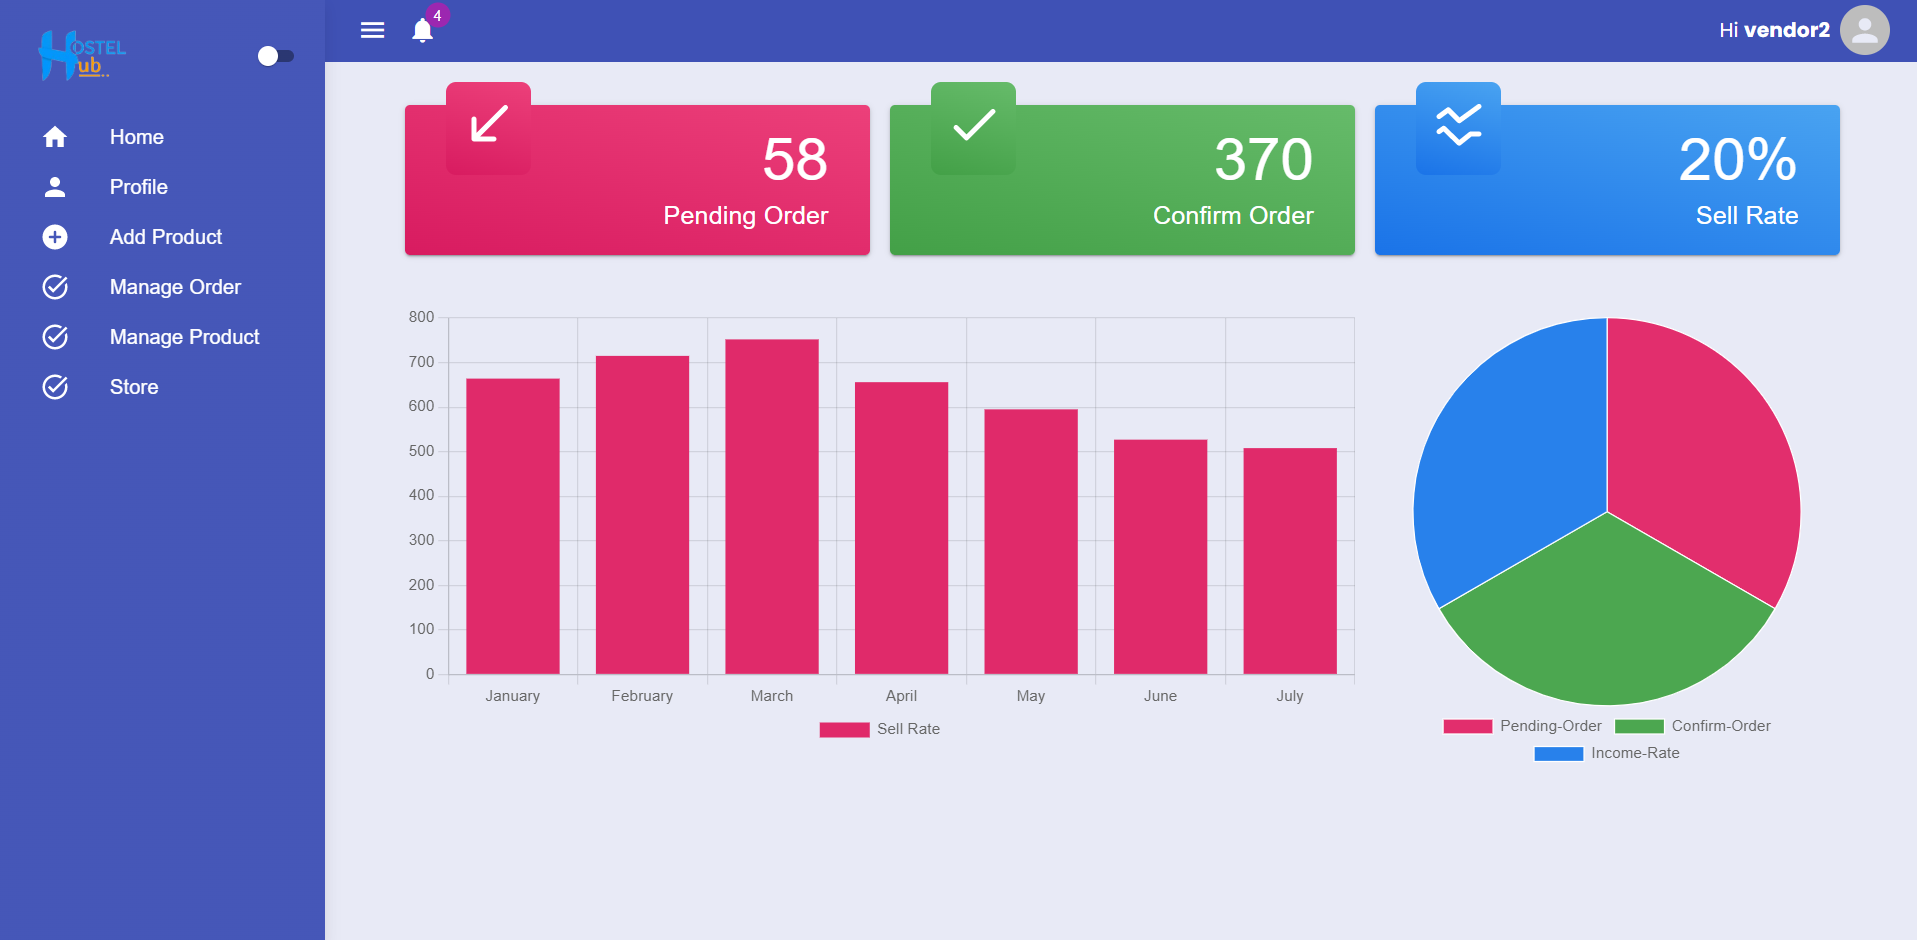 HOSTEL
Hub
Home
Profile
Add Product
Manage Order
Manage Product
Store
4
Hi vendor2
58
Pending Order
370
Confirm Order
20%
Sell Rate
800
700
600
500
400
300
200
100
0
January February March April May June July
Sell Rate
Pending-Order Confirm-Order
Income-Rate